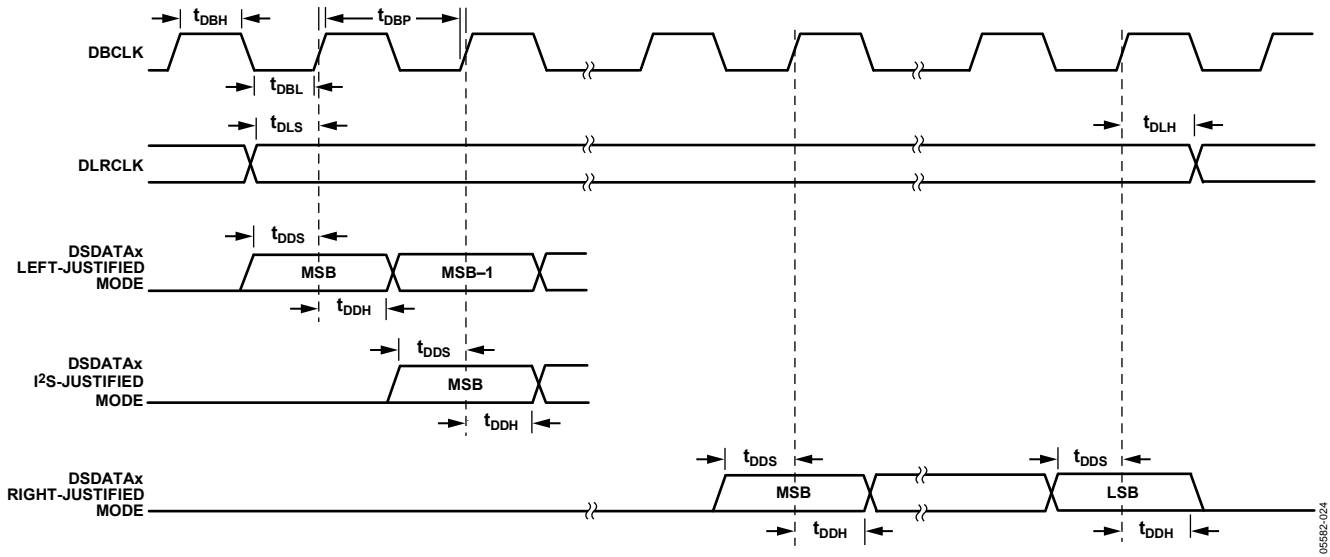 tDBH
tDBP
DBCLK
tDBL
tDLS
tDLH
DLRCLK
tDDS
DSDATAx
LEFT-JUSTIFIED
MODE
MSB
MSB–1
tDDH
tDDS
DSDATAx
I2S-JUSTIFIED
MODE
MSB
tDDH
tDDS
tDDS
DSDATAx
RIGHT-JUSTIFIED
MODE
MSB
LSB
tDDH
tDDH
05582-024